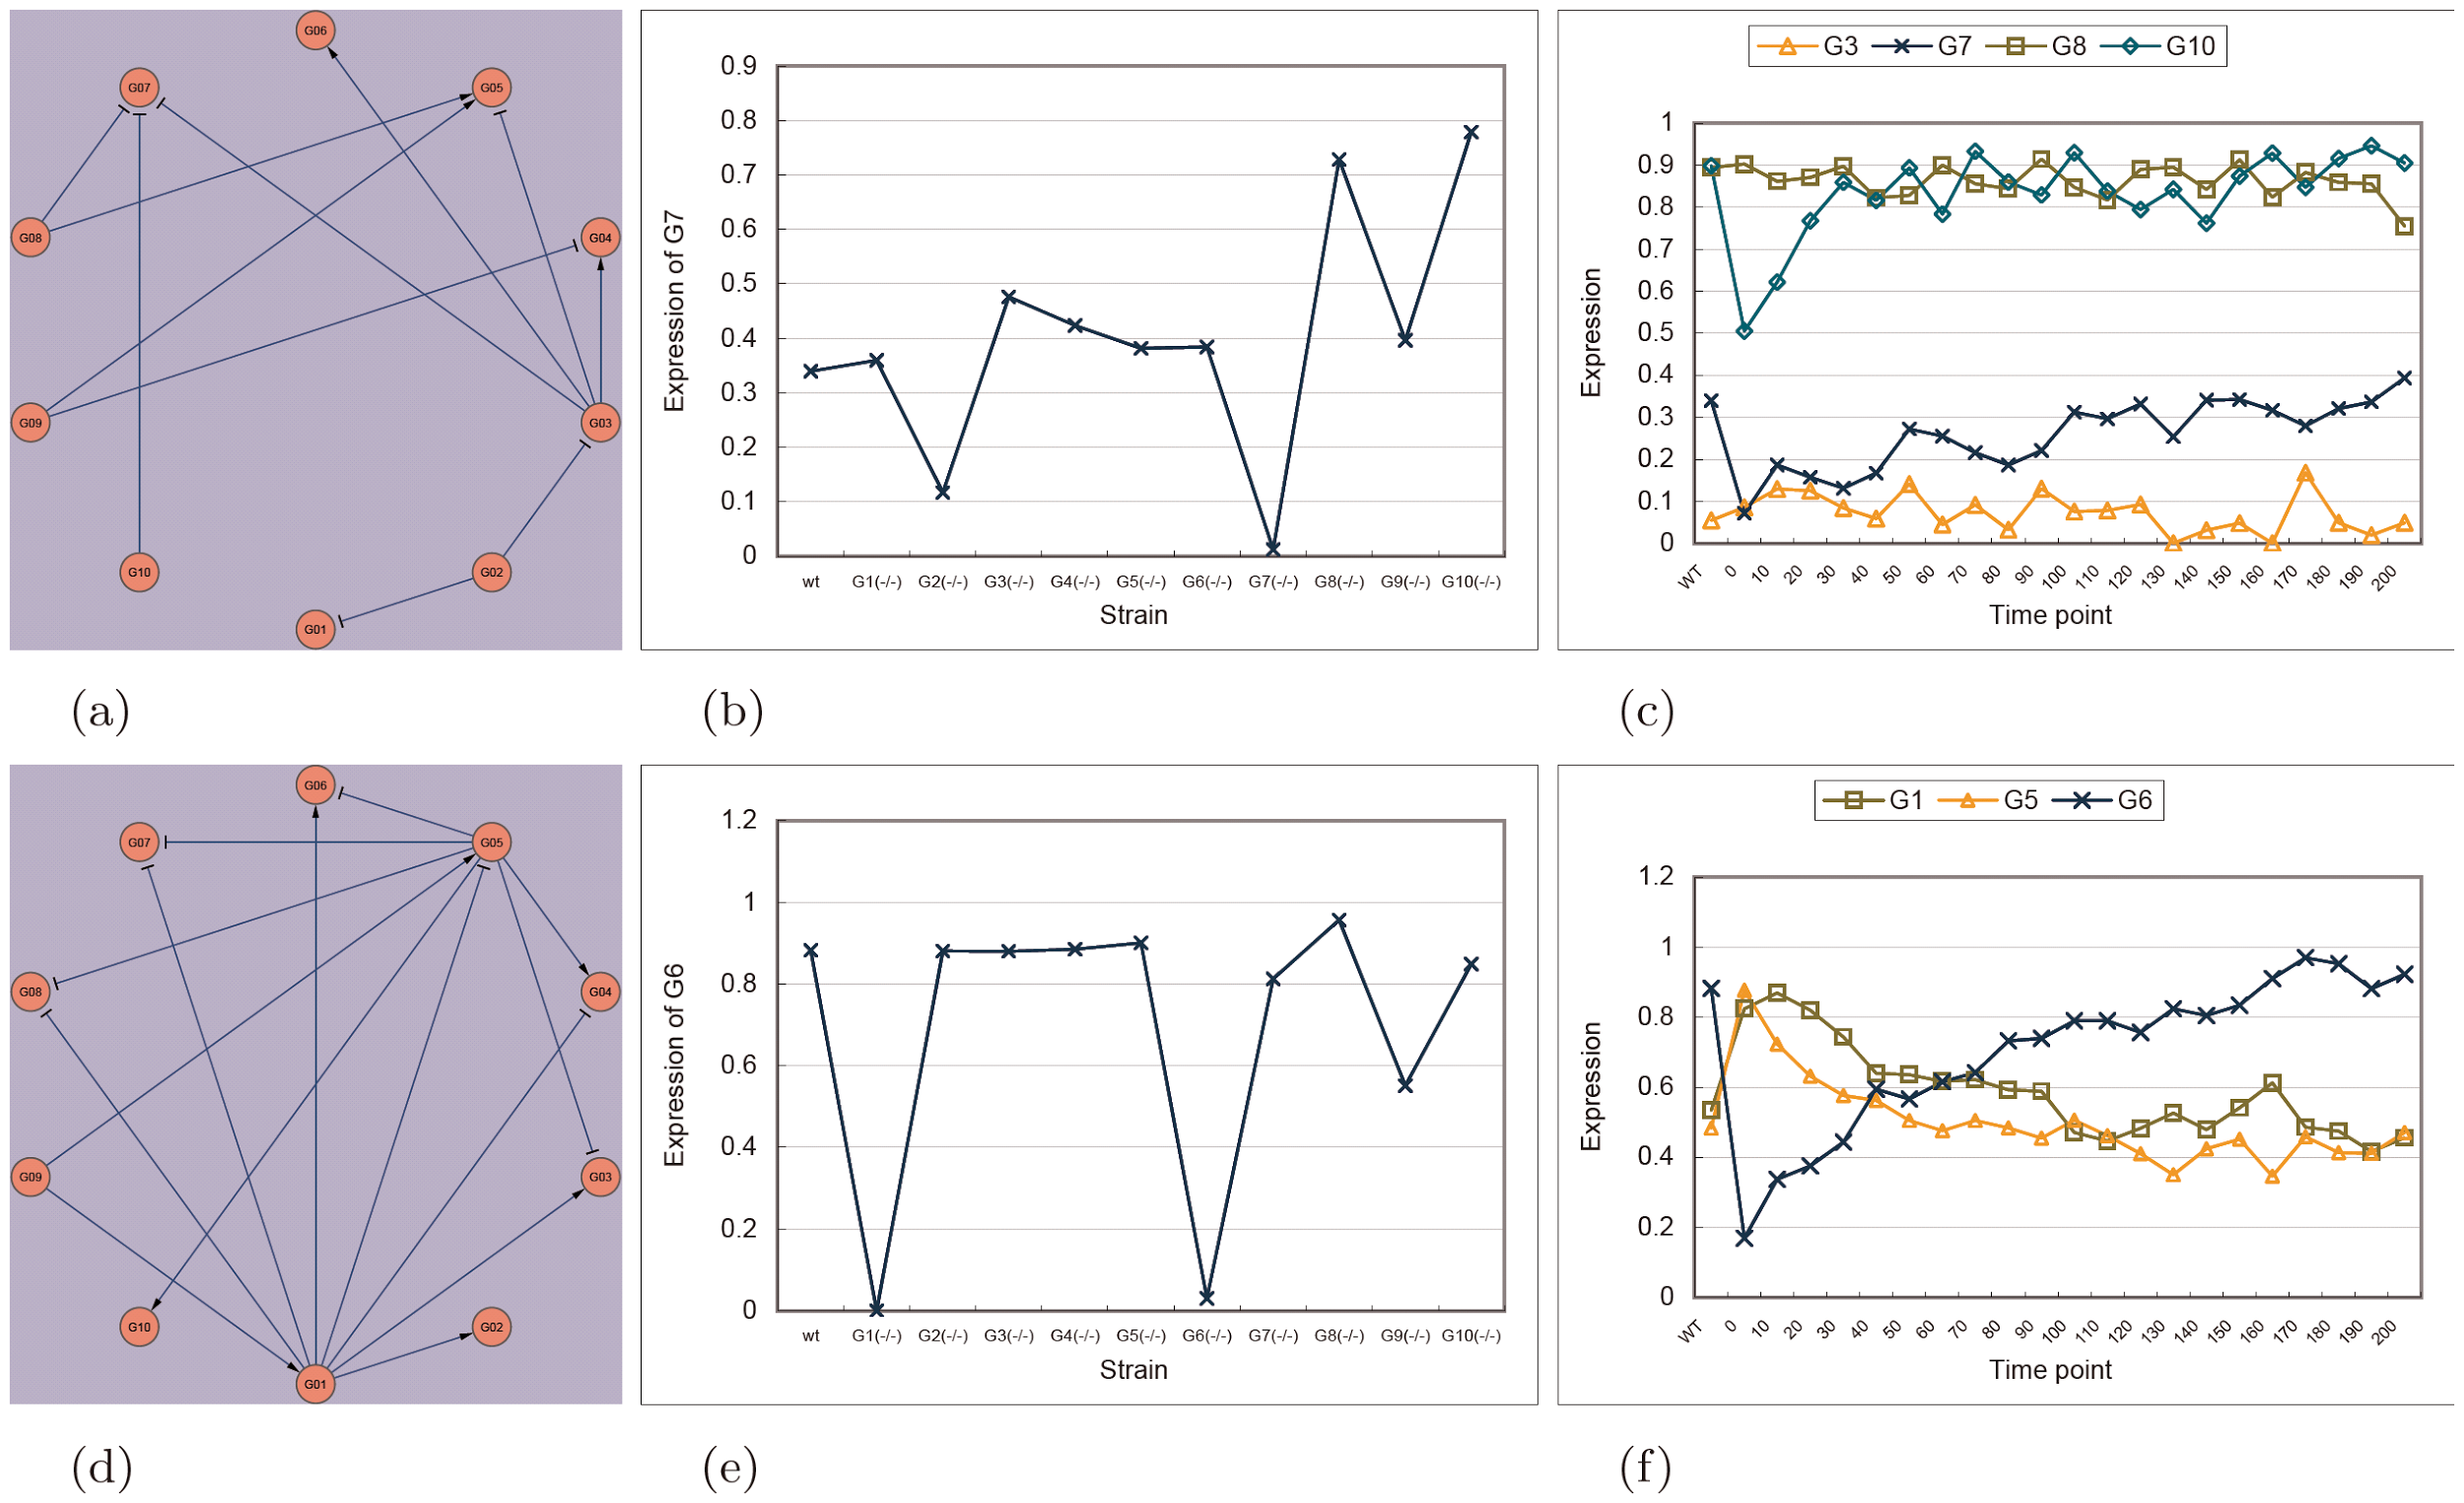 G06
G07
G05
G08
G04
G09
G03
G10
G02
G01
(a)
0.9
0.8
0.7
0.6
0.5
0.4
0.3
0.2
0.1
0
Expression of G7
wt G1(-/-) G2(-/-) G3(-/-) G4(-/-) G5(-/-) G6(-/-) G7(-/-) G8(-/-) G9(-/-) G10(-/-)
Strain
(b)
G3 G7 G8 G10
1
0.9
0.8
0.7
0.6
0.5
0.4
0.3
0.2
0.1
0
Expression
WT 0 10 20 30 40 50 60 70 80 90 100 110 120 130 140 150 160 170 180 190 200
Time point
(c)
G06
G07
G05
G08
G04
G09
G03
G10
G02
G01
(d)
1.2
1
0.8
0.6
0.4
0.2
0
Expression of G6
wt G1(-/-) G2(-/-) G3(-/-) G4(-/-) G5(-/-) G6(-/-) G7(-/-) G8(-/-) G9(-/-) G10(-/-)
Strain
(e)
G1 G5 G6
1.2
1
0.8
0.6
0.4
0.2
0
Expression
WT 0 10 20 30 40 50 60 70 80 90 100 110 120 130 140 150 160 170 180 190 200
Time point
(f)